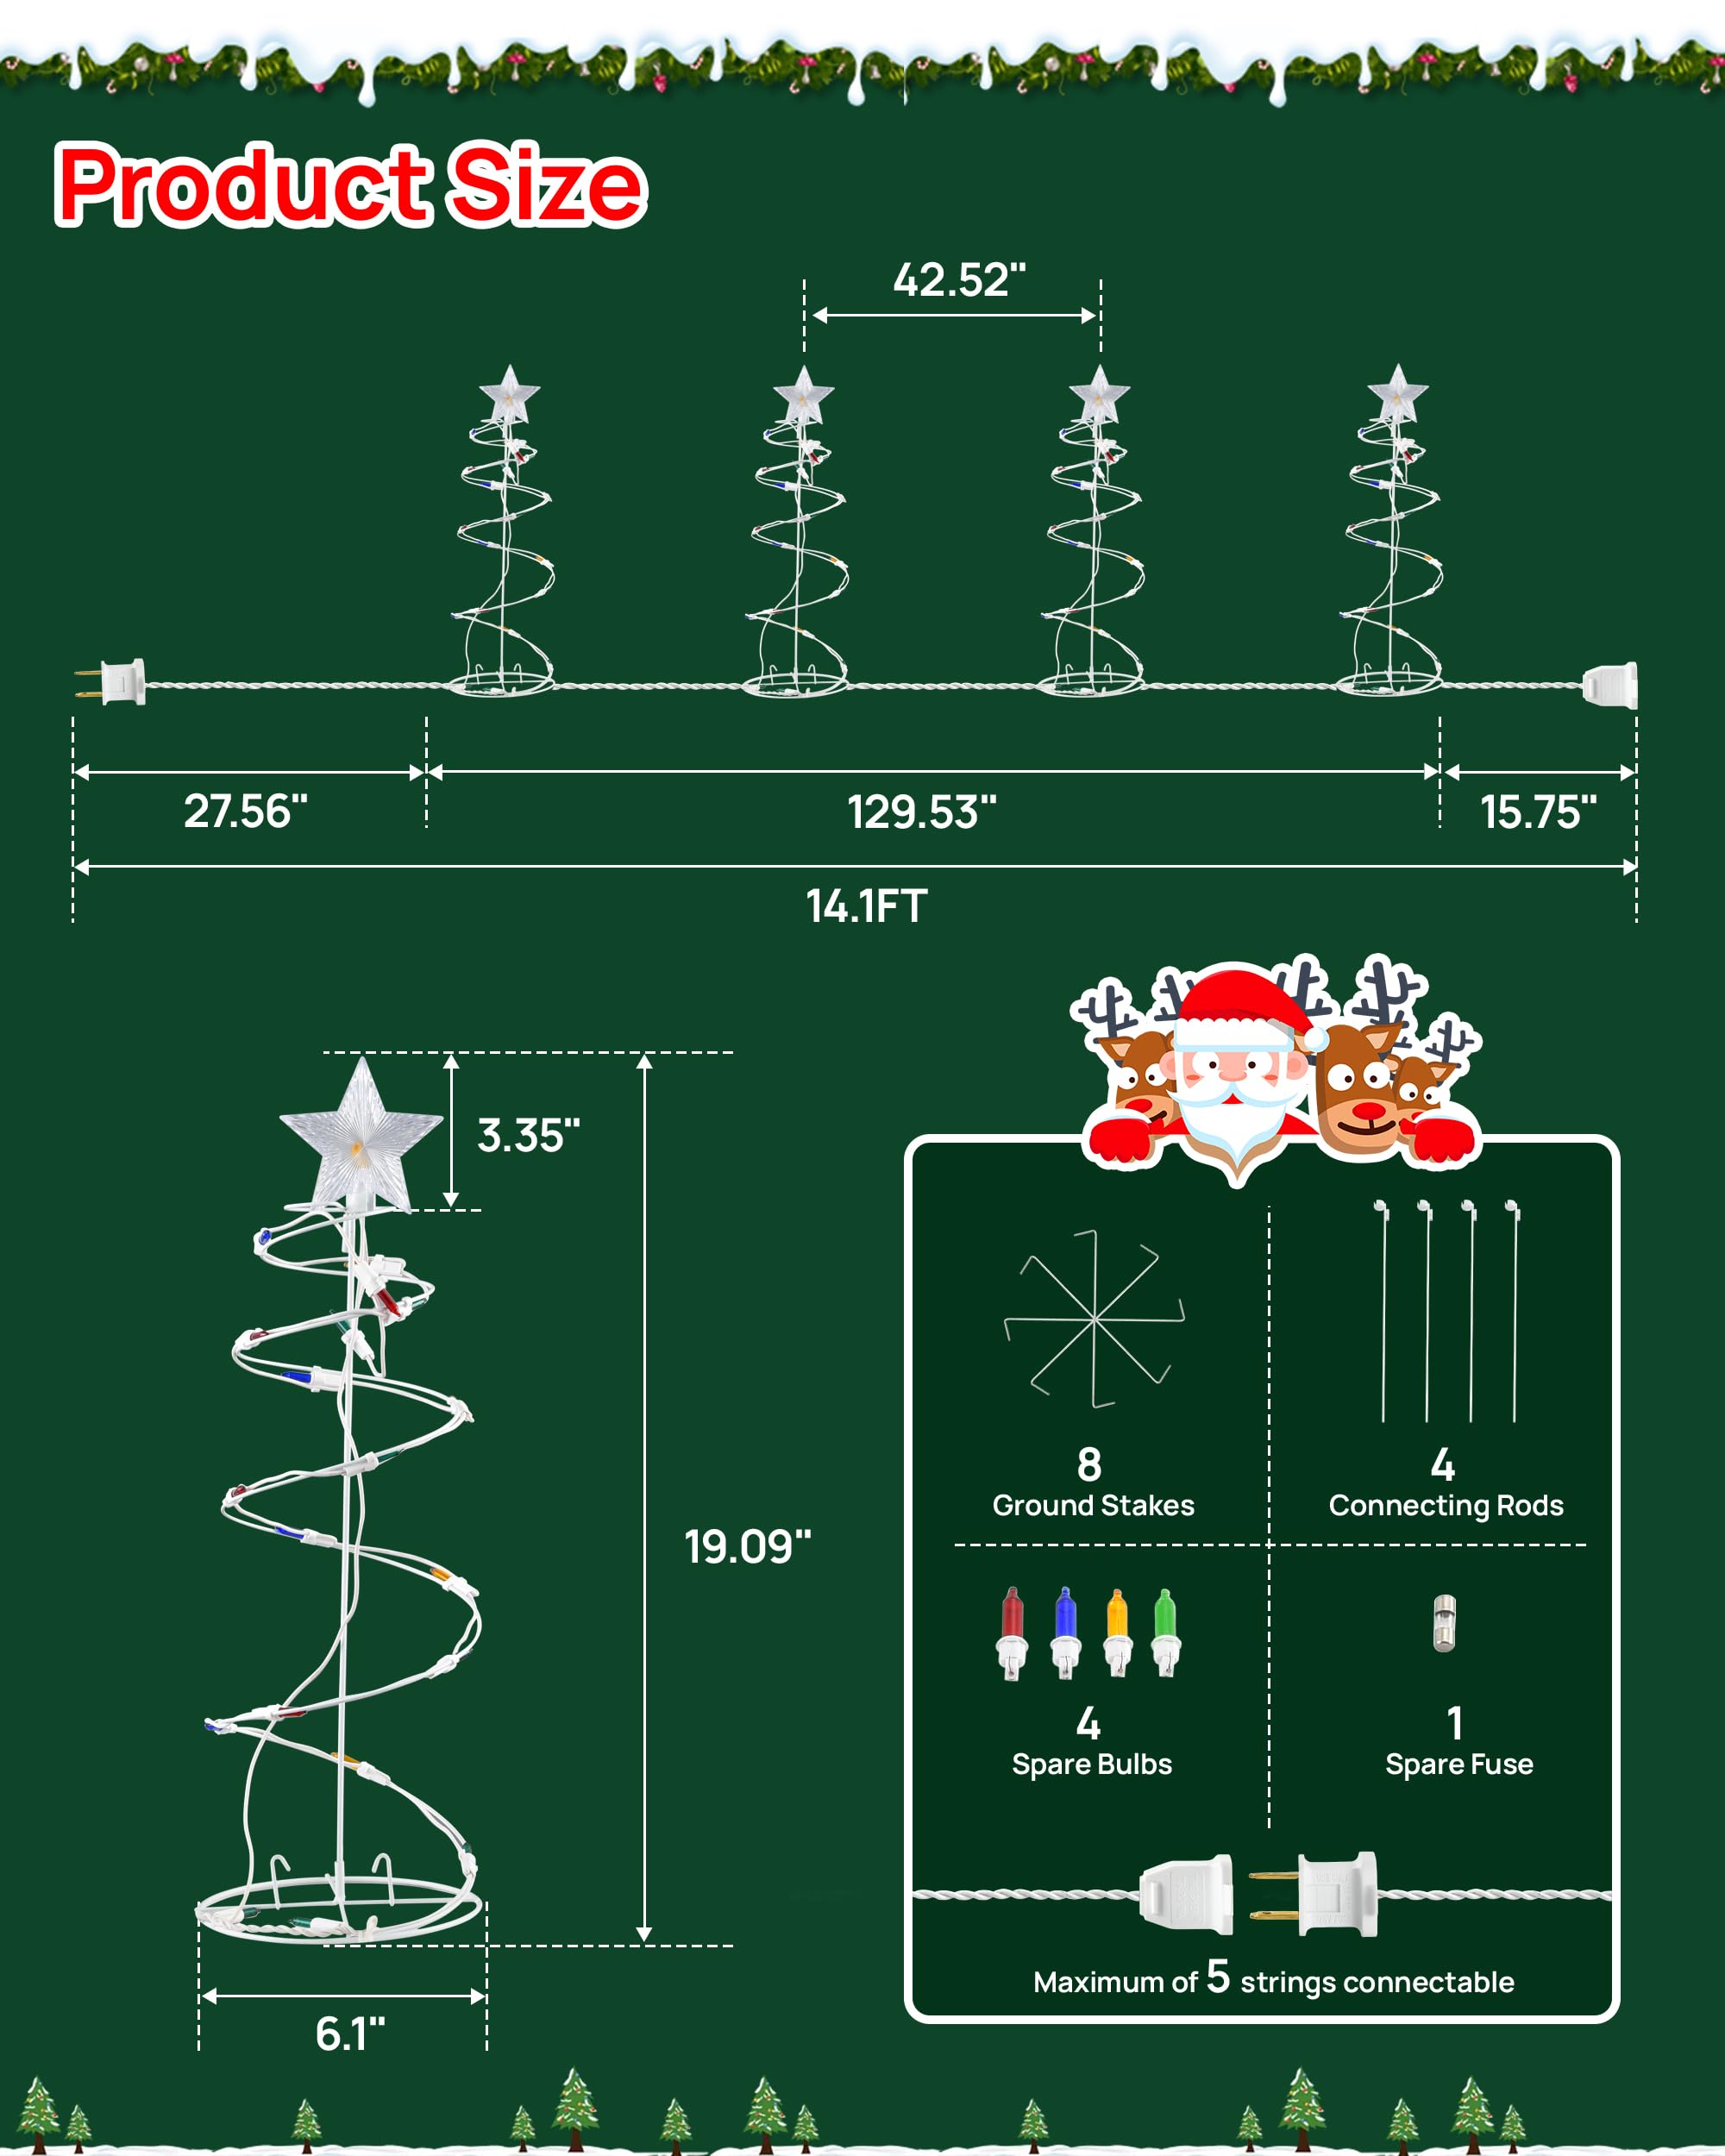 Product Size
42.52"
27.56"
129.53"
15.75"
14.1FT
3.35"
19.09"
6.1"
8
Ground Stakes
4
Connecting Rods
4
Spare Bulbs
1
Spare Fuse
Maximum of 5 strings connectable